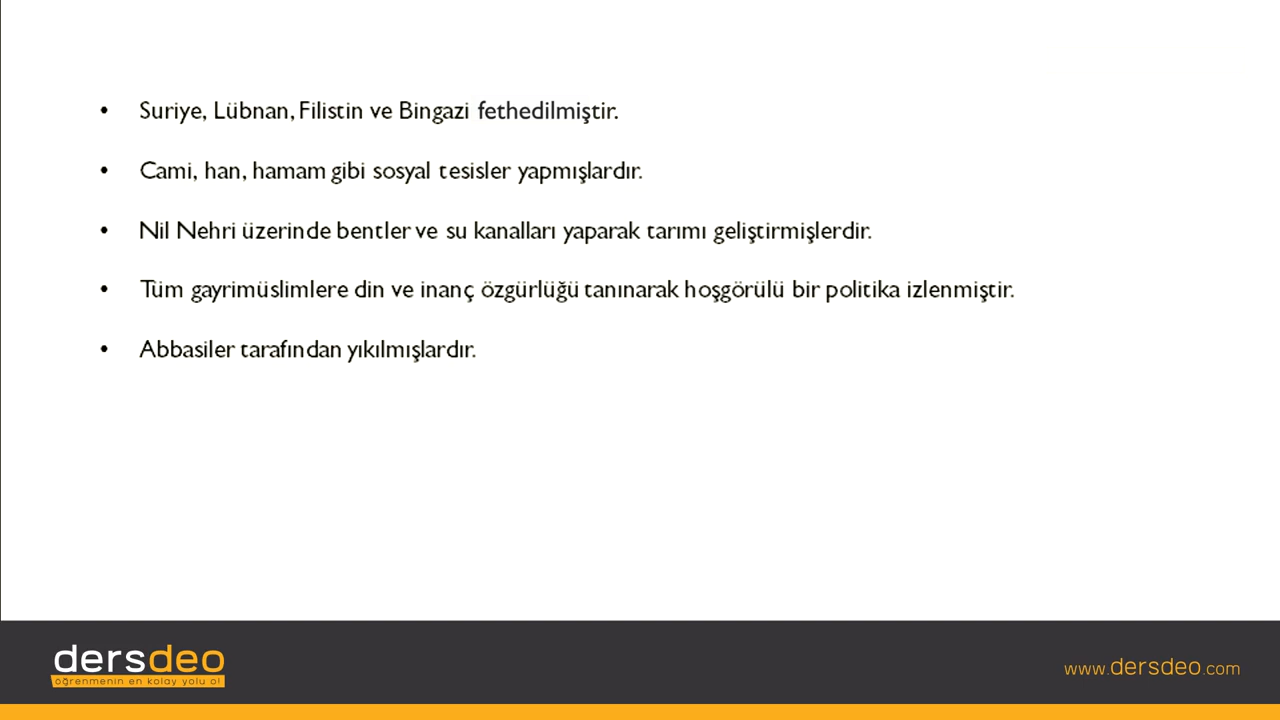 • Suriye, Lübnan, Filistin ve Bingazi fethedilmiştir.
• Cami, han, hamam gibi sosyal tesisler yapmışlardır.
• Nil Nehri üzerinde bentler ve su kanalları yaparak tarımı geliştirmişlerdir.
• Tüm gayrimüslimlere din ve inanç özgürlüğü tanınarak hoşgörülü bir politika izlenmiştir.
• Abbasiler tarafından yıkılmışlardır.
dersdeo
öğrenmenin en kolay yolu o!
www.dersdeo.com